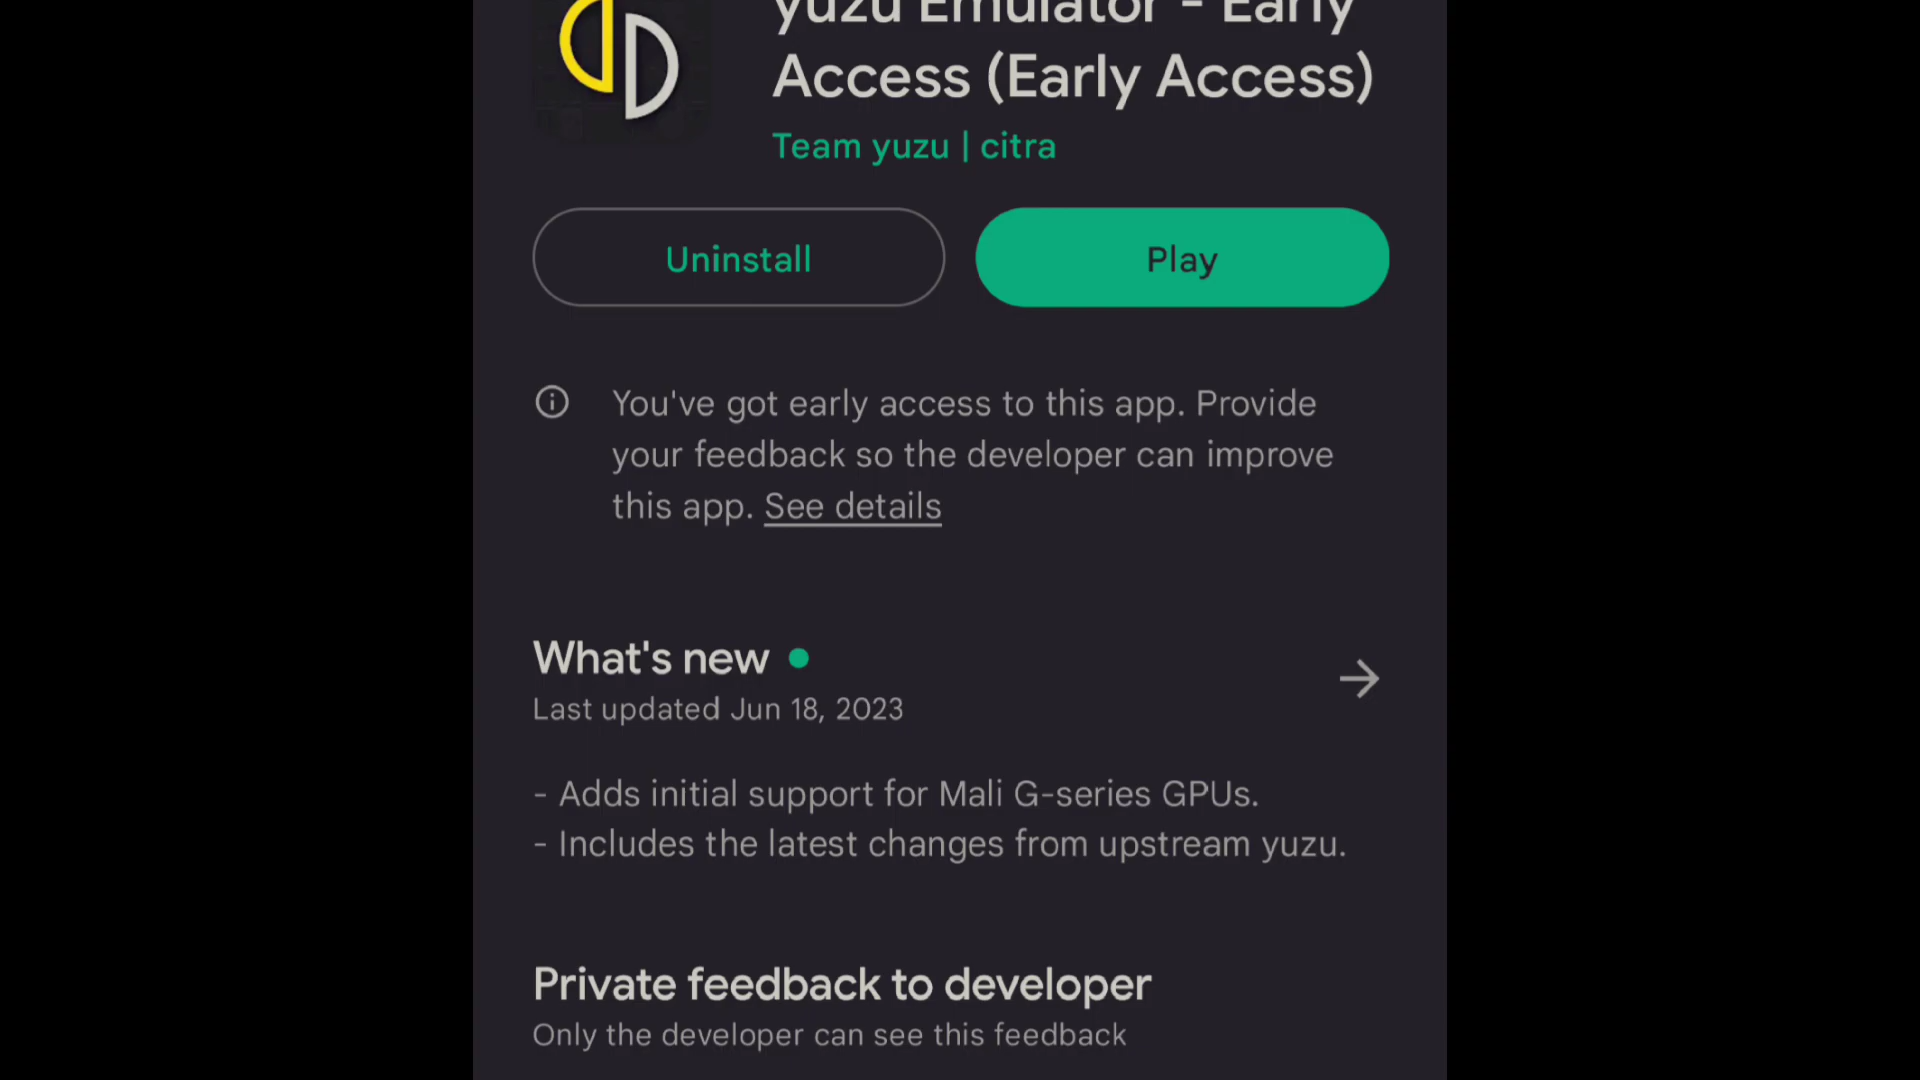 yuzu Emulator - Early
Access (Early Access)
Team yuzu | citra
Uninstall
Play
You've got early access to this app. Provide
your feedback so the developer can improve
this app. See details
What's new
Last updated Jun 18, 2023
- Adds initial support for Mali G-series GPUs.
- Includes the latest changes from upstream yuzu.
Private feedback to developer
Only the developer can see this feedback